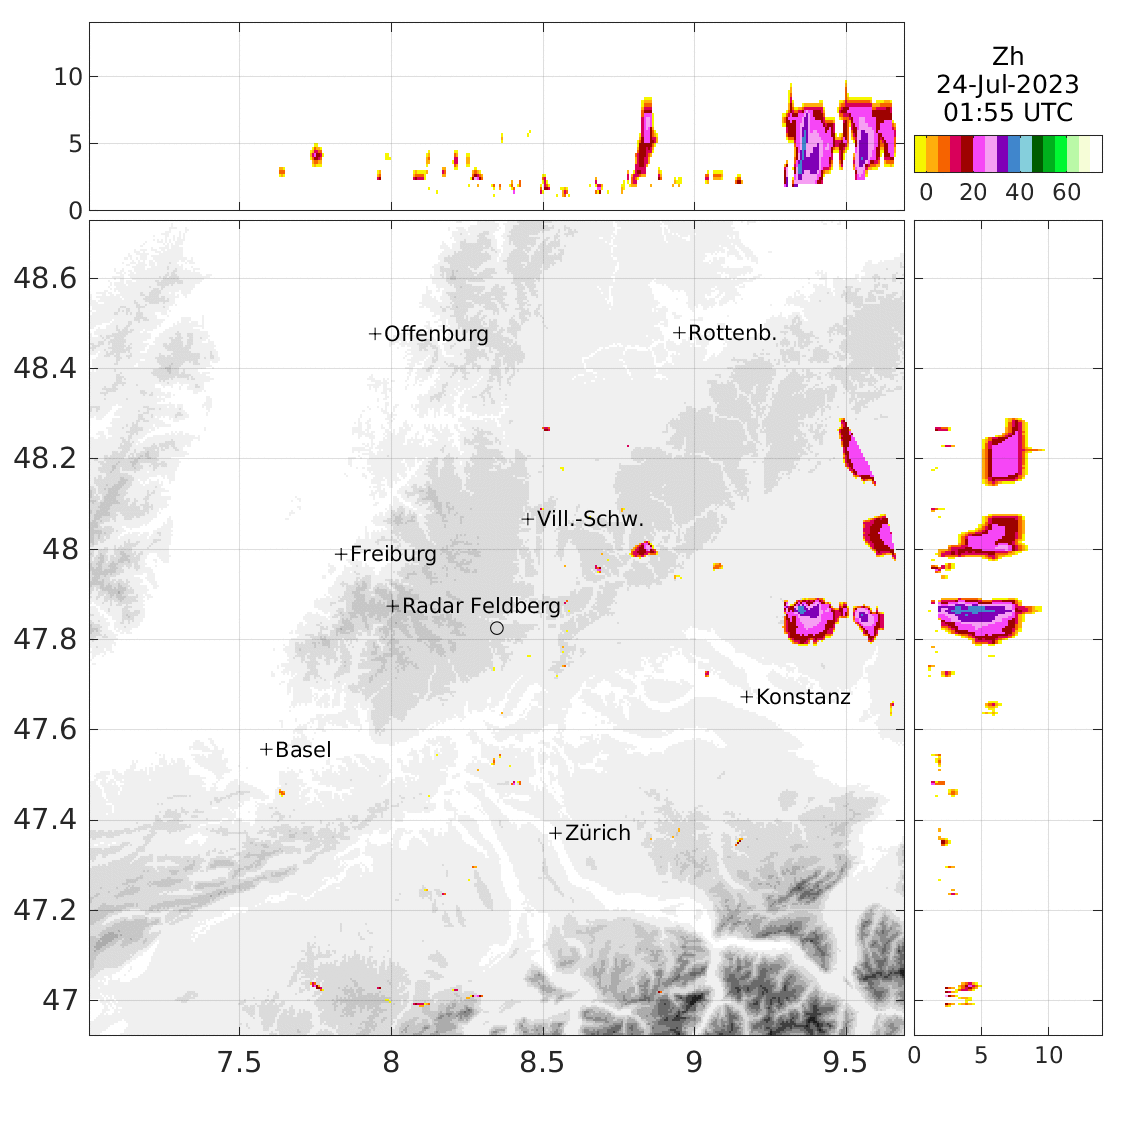 Zh
24-Jul-2023
01:55 UTC
10
5
0
0 20 40 60
48.6
48.4
48.2
48
47.8
47.6
47.4
47.2
47
+Offenburg
+Rottenb.
+Vill.-Schw.
+Freiburg
+Radar Feldberg
+Konstanz
+Basel
+Zürich
7.5 8 8.5 9 9.5
0 5 10